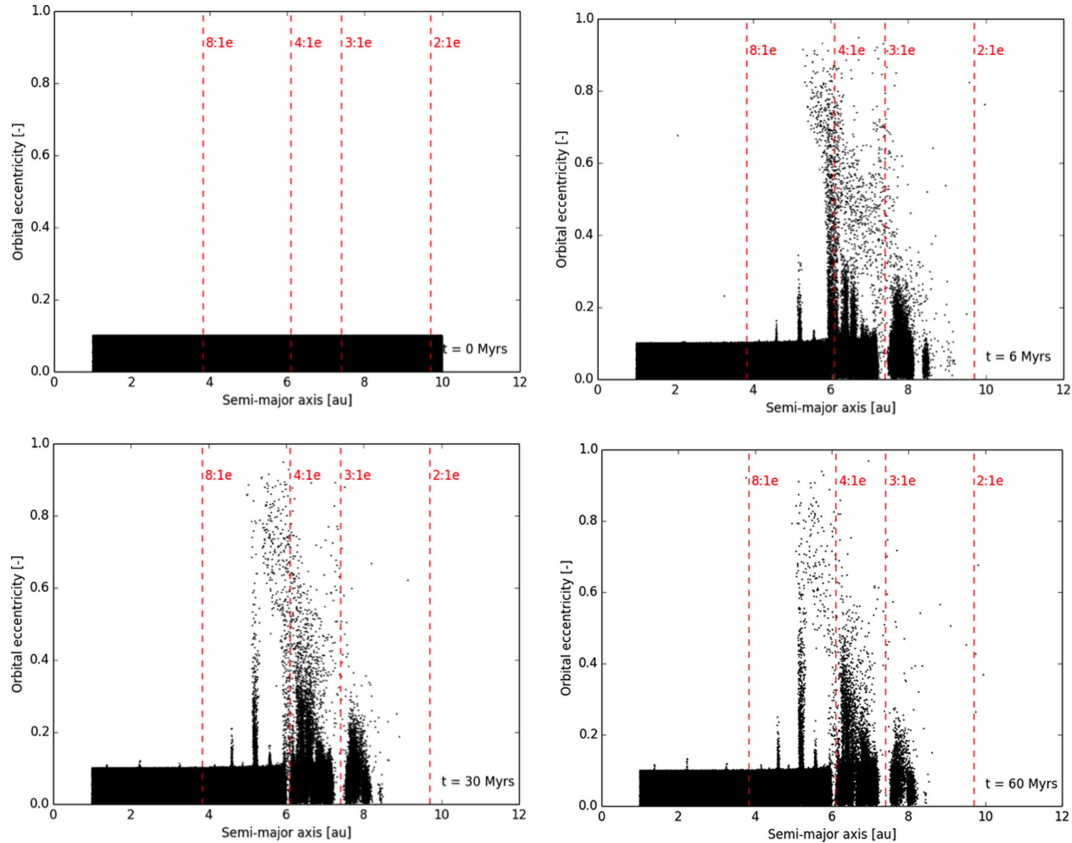 1.0
0.8
0.6
0.4
0.2
0.0
Orbital eccentricity [-]
8:1e
4:1e
3:1e
2:1e
t = 0 Myrs
0 2 4 6 8 10 12
Semi-major axis [au]
1.0
0.8
0.6
0.4
0.2
0.0
Orbital eccentricity [-]
8:1e
4:1e
3:1e
2:1e
t = 6 Myrs
0 2 4 6 8 10 12
Semi-major axis [au]
1.0
0.8
0.6
0.4
0.2
0.0
Orbital eccentricity [-]
8:1e
4:1e
3:1e
2:1e
t = 30 Myrs
0 2 4 6 8 10 12
Semi-major axis [au]
1.0
0.8
0.6
0.4
0.2
0.0
Orbital eccentricity [-]
8:1e
4:1e
3:1e
2:1e
t = 60 Myrs
0 2 4 6 8 10 12
Semi-major axis [au]